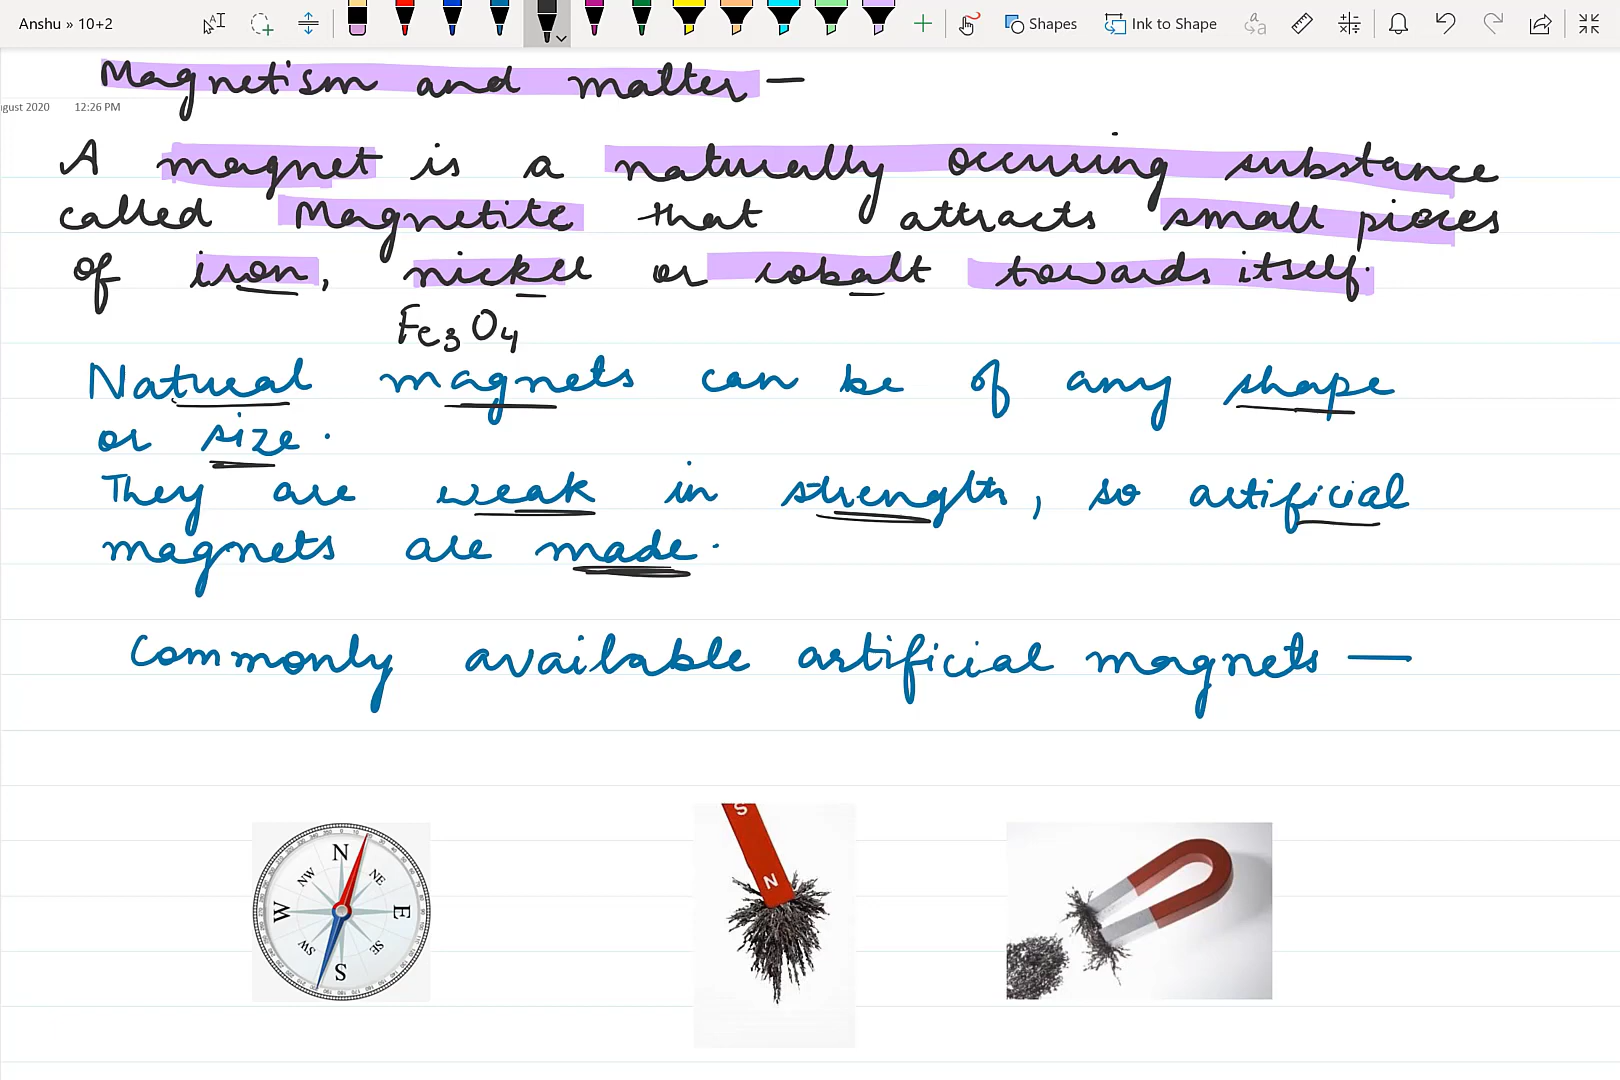 Anshu » 10+2
Shapes
Ink to Shape
Magnetism and matter —
gust 2020 12:26 PM
A magnet is a naturally occuring substance
called Magnetite that attracts small pieces
of iron, nickel or cobalt towards itself.
Fe3O4
Natural magnets can be of any shape
or size.
They are weak in strength, so artificial
magnets are made.
Commonly available artificial magnets —
N
NE
E
SE
S
SW
W
NW
S
N